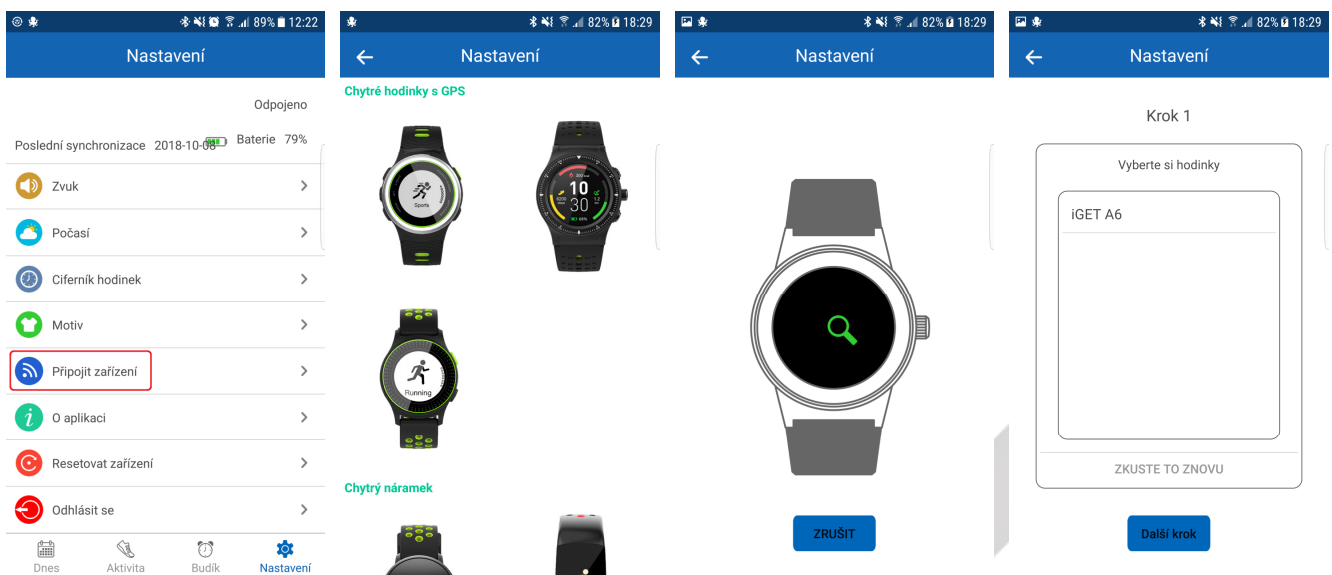 89% 12:22
Nastavení
Odpojeno
Poslední synchronizace 2018-10-08 Baterie 79%
Zvuk
Počasí
Ciferník hodinek
Motiv
Připojit zařízení
O aplikaci
Resetovat zařízení
Odhlásit se
Dnes Aktivita Budík Nastavení
82% 18:29
Nastavení
Chytré hodinky s GPS
Sports
10
30
Running
Chytrý náramek
82% 18:29
Nastavení
ZRUŠIT
82% 18:29
Nastavení
Krok 1
Vyberte si hodinky
iGET A6
ZKUSTE TO ZNOVU
Další krok